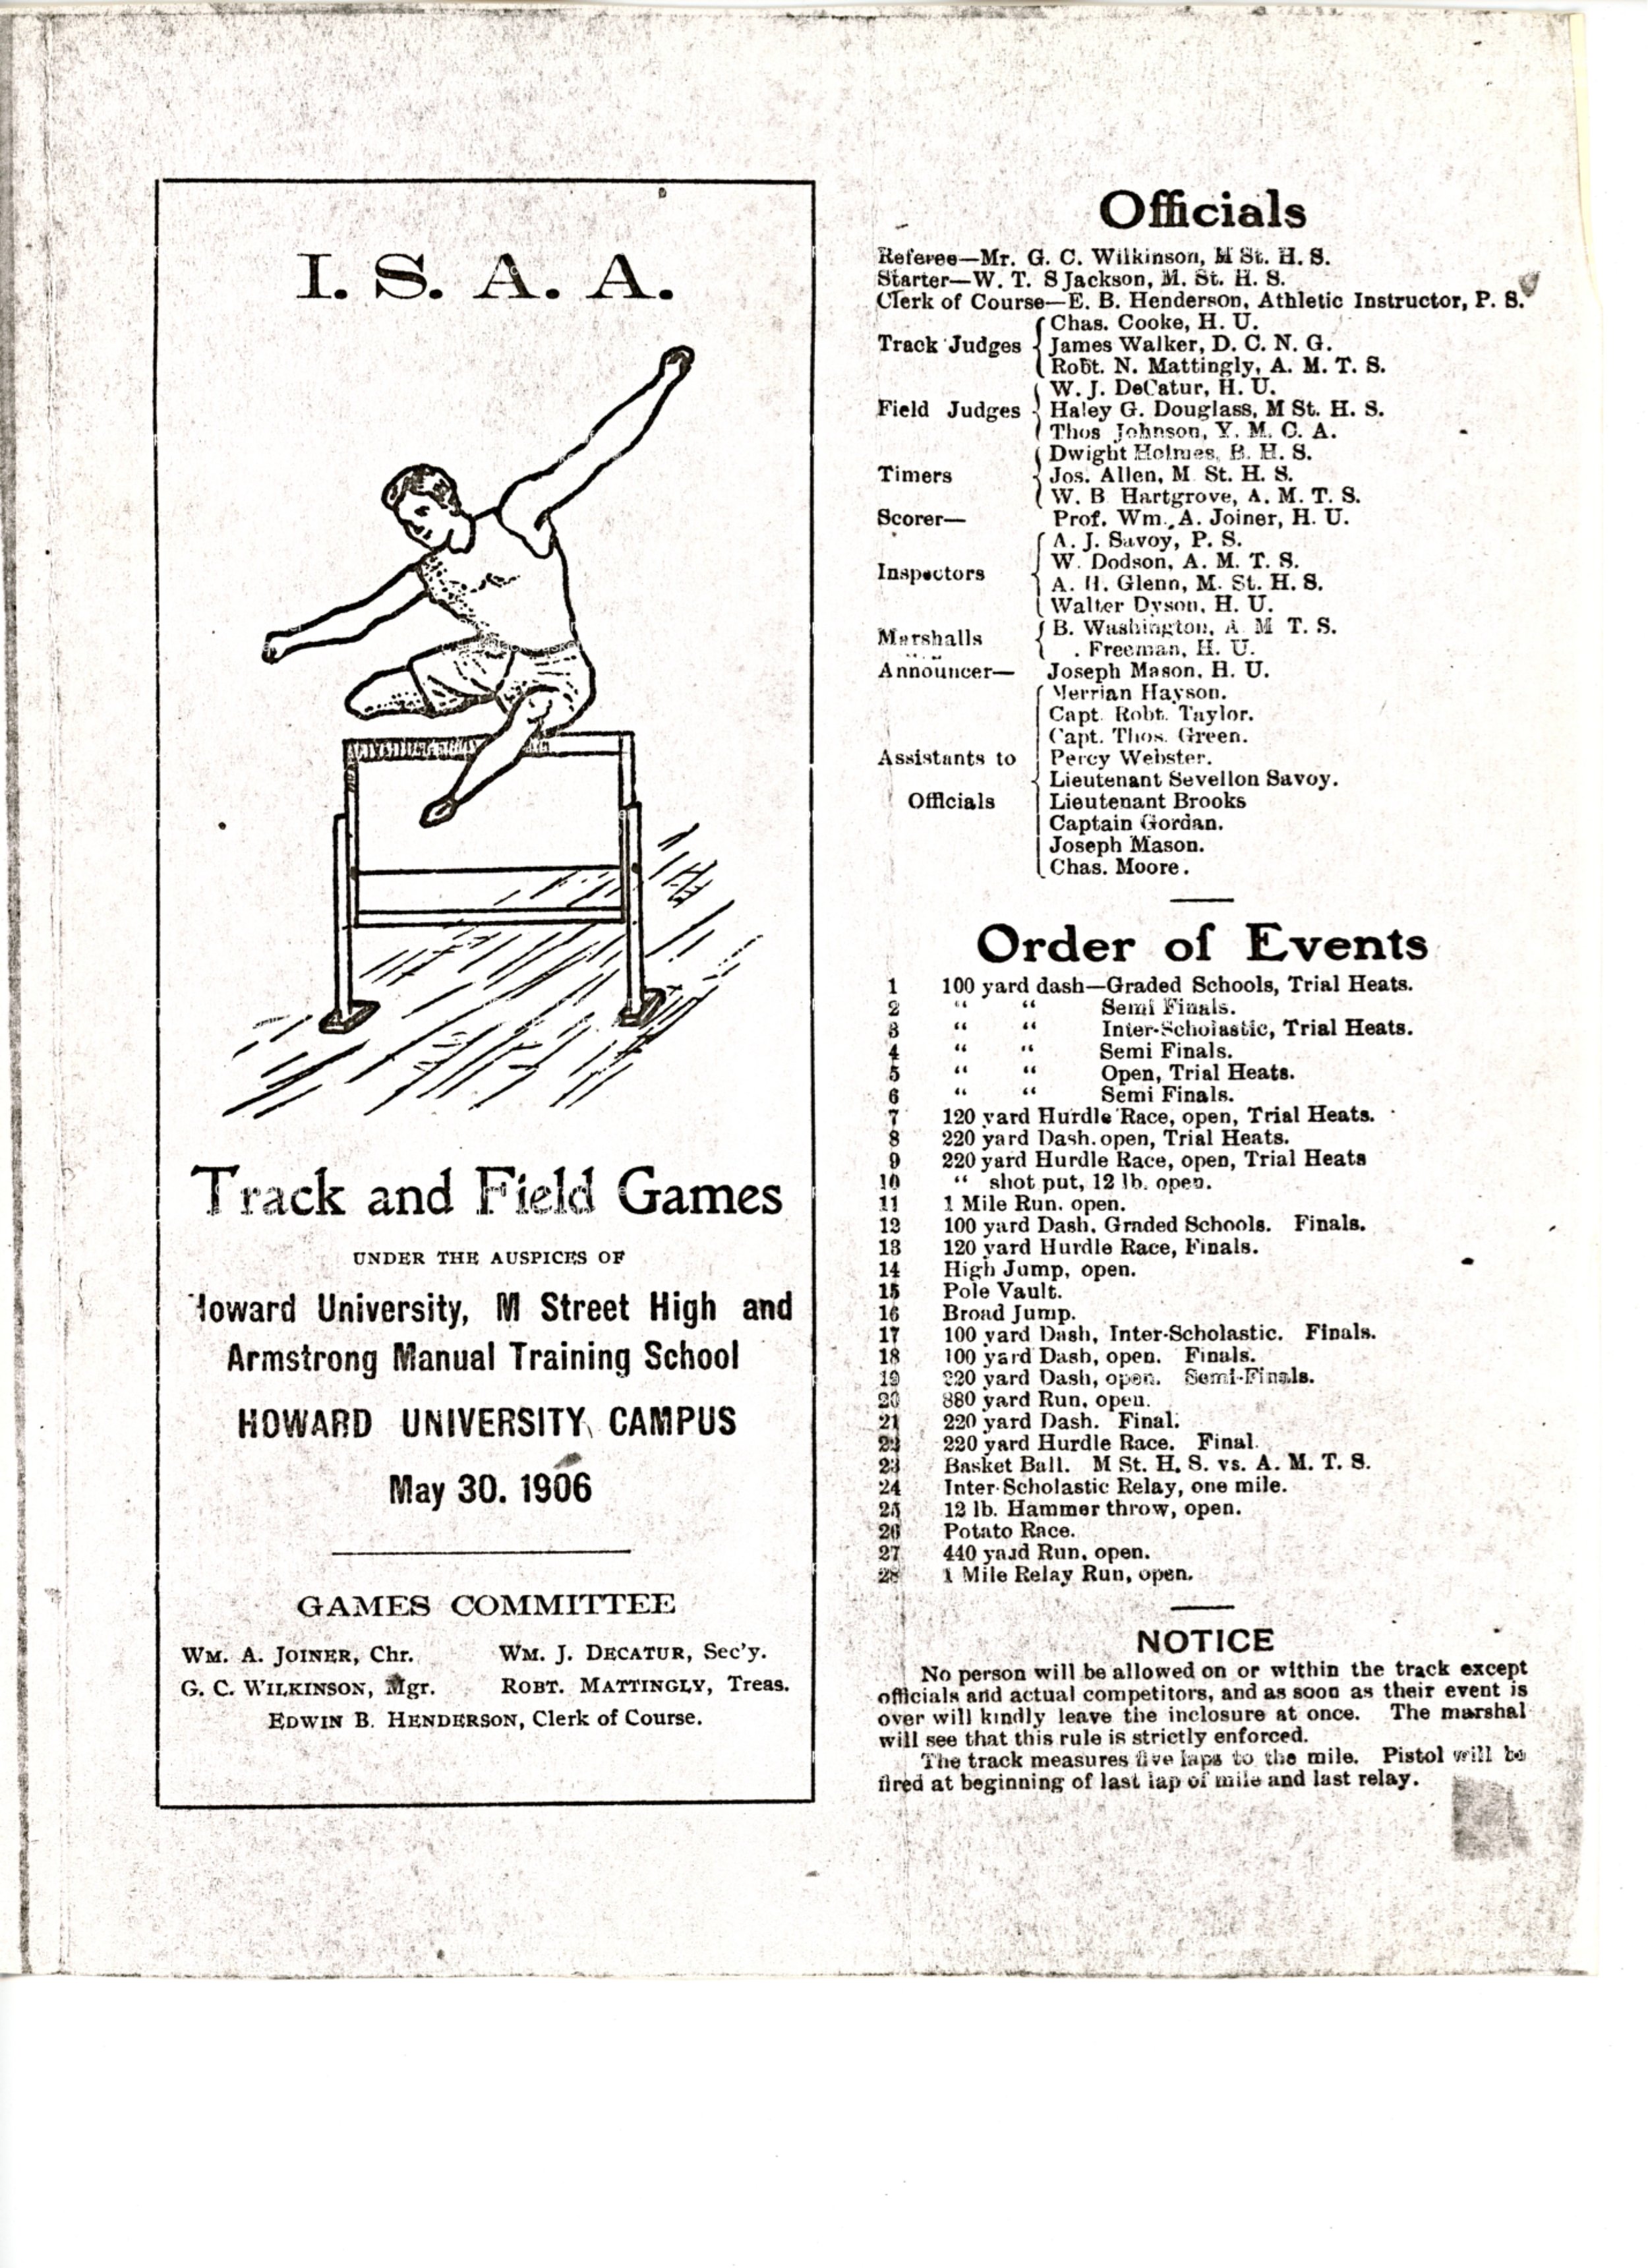 I. S. A. A.
Track and Field Games
UNDER THE AUSPICES OF
Howard University, M Street High and
Armstrong Manual Training School
HOWARD UNIVERSITY CAMPUS
May 30. 1906
GAMES COMMITTEE
WM. A. JOINER, Chr. WM. J. DECATUR, Sec'y.
G. C. WILKINSON, Mgr. ROBT. MATTINGLY, Treas.
EDWIN B. HENDERSON, Clerk of Course.
Officials
Referee—Mr. G. C. Wilkinson, M St. H. S.
Starter—W. T. S Jackson, M. St. H. S.
Clerk of Course—E. B. Henderson, Athletic Instructor, P. S.
Chas. Cooke, H. U.
Track Judges James Walker, D. C. N. G.
Robt. N. Mattingly, A. M. T. S.
W. J. DeCatur, H. U.
Field Judges Haley G. Douglass, M St. H. S.
Thos Johnson, Y. M. C. A.
Dwight Holmes, B. H. S.
Timers Jos. Allen, M St. H. S.
W. B Hartgrove, A. M. T. S.
Scorer— Prof. Wm. A. Joiner, H. U.
A. J. Savoy, P. S.
W. Dodson, A. M. T. S.
Inspectors
A. H. Glenn, M. St. H. S.
Walter Dyson, H. U.
B. Washington, A M T. S.
Marshalls
. Freeman, H. U.
Announcer— Joseph Mason, H. U.
Merrian Hayson.
Capt. Robt. Taylor.
Capt. Thos. Green.
Assistants to Percy Webster.
Lieutenant Sevellon Savoy.
Officials Lieutenant Brooks
Captain Gordan.
Joseph Mason.
Chas. Moore.
Order of Events
1 100 yard dash—Graded Schools, Trial Heats.
2 “ “ Semi Finals.
3 “ “ Inter-Scholastic, Trial Heats.
4 “ “ Semi Finals.
5 “ “ Open, Trial Heats.
6 “ “ Semi Finals.
7 120 yard Hurdle Race, open, Trial Heats.
8 220 yard Dash. open, Trial Heats.
9 220 yard Hurdle Race, open, Trial Heats
10 “ shot put, 12 lb. open.
11 1 Mile Run. open.
12 100 yard Dash, Graded Schools. Finals.
13 120 yard Hurdle Race, Finals.
14 High Jump, open.
15 Pole Vault.
16 Broad Jump.
17 100 yard Dash, Inter-Scholastic. Finals.
18 100 yard Dash, open. Finals.
19 220 yard Dash, open. Semi-Finals.
20 880 yard Run, open.
21 220 yard Dash. Final.
22 220 yard Hurdle Race. Final.
23 Basket Ball. M St. H. S. vs. A. M. T. S.
24 Inter-Scholastic Relay, one mile.
25 12 lb. Hammer throw, open.
26 Potato Race.
27 440 yard Run, open.
28 1 Mile Relay Run, open.
NOTICE
No person will be allowed on or within the track except
officials and actual competitors, and as soon as their event is
over will kindly leave the inclosure at once. The marshal
will see that this rule is strictly enforced.
The track measures five laps to the mile. Pistol will be
fired at beginning of last lap of mile and last relay.